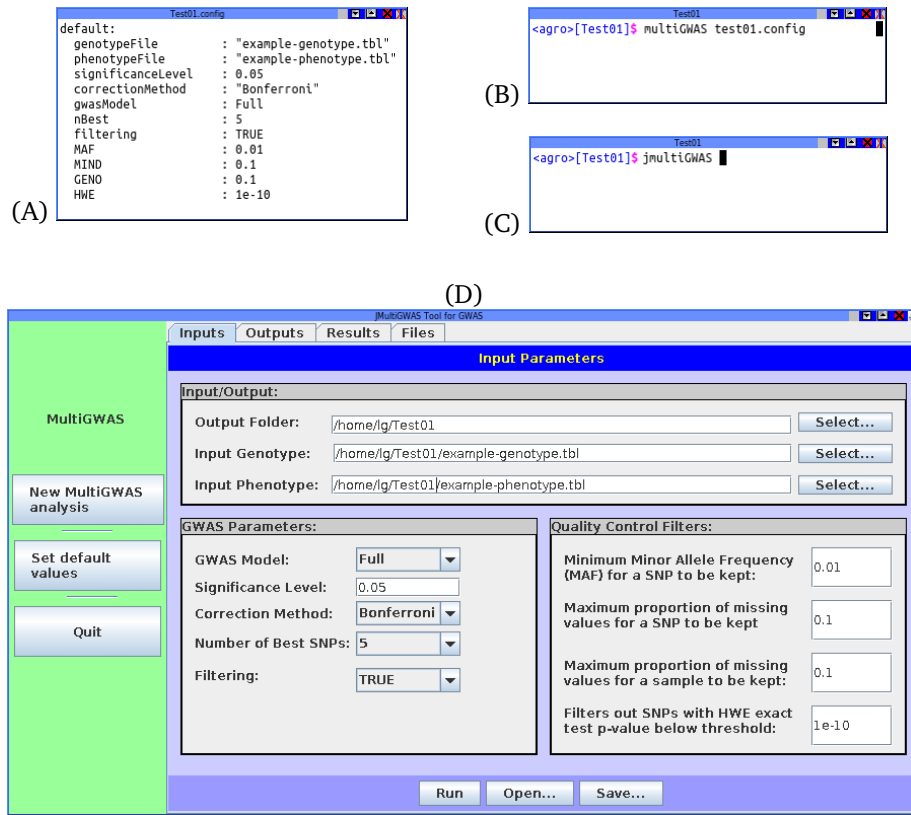 Test01.config
default:
genotypeFile : "example-genotype.tbl"
phenotypeFile : "example-phenotype.tbl"
significanceLevel : 0.05
correctionMethod : "Bonferroni"
gwasModel : Full
nBest : 5
filtering : TRUE
MAF : 0.01
MIND : 0.1
GENO : 0.1
HWE : 1e-10
(A)
Test01
<agro>[Test01]$ multiGWAS test01.config
(B)
Test01
<agro>[Test01]$ jmultiGWAS
(C)
(D)
JMultiGWAS Tool for GWAS
MultiGWAS
New MultiGWAS
analysis
Set default
values
Quit
Inputs Outputs Results Files
Input Parameters
Input/Output:
Output Folder: /home/lg/Test01 Select...
Input Genotype: /home/lg/Test01/example-genotype.tbl Select...
Input Phenotype: /home/lg/Test01/example-phenotype.tbl Select...
GWAS Parameters:
GWAS Model: Full
Significance Level: 0.05
Correction Method: Bonferroni
Number of Best SNPs: 5
Filtering: TRUE
Quality Control Filters:
Minimum Minor Allele Frequency
(MAF) for a SNP to be kept: 0.01
Maximum proportion of missing
values for a SNP to be kept 0.1
Maximum proportion of missing
values for a sample to be kept: 0.1
Filters out SNPs with HWE exact
test p-value below threshold: 1e-10
Run Open... Save...